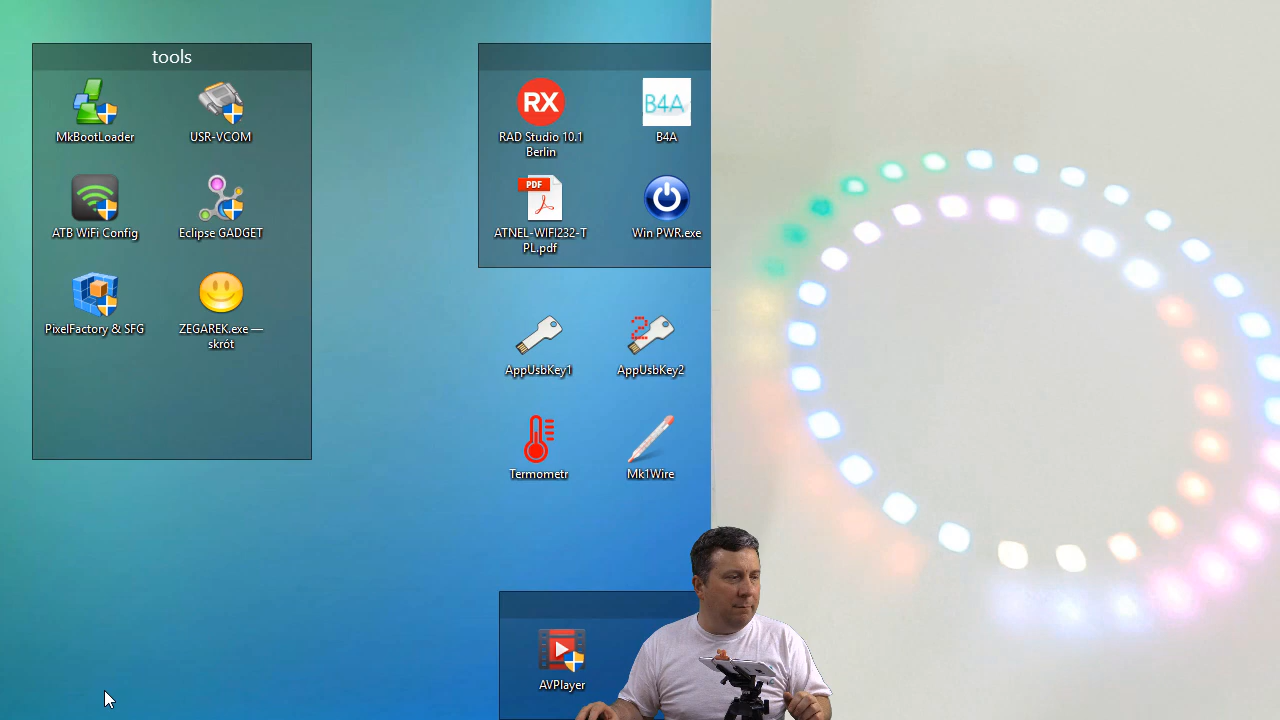 tools
MkBootLoader
USR-VCOM
ATB WiFi Config
Eclipse GADGET
PixelFactory & SFG
ZEGAREK.exe —
skrót
RX
RAD Studio 10.1
Berlin
B4A
B4A
PDF
ATNEL-WIFI232-T
PL.pdf
Win PWR.exe
AppUsbKey1
2
AppUsbKey2
Termometr
Mk1Wire
AVPlayer